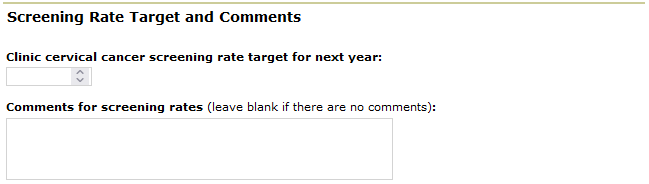 Screening Rate Target and Comments
Clinic cervical cancer screening rate target for next year:
Comments for screening rates (leave blank if there are no comments):